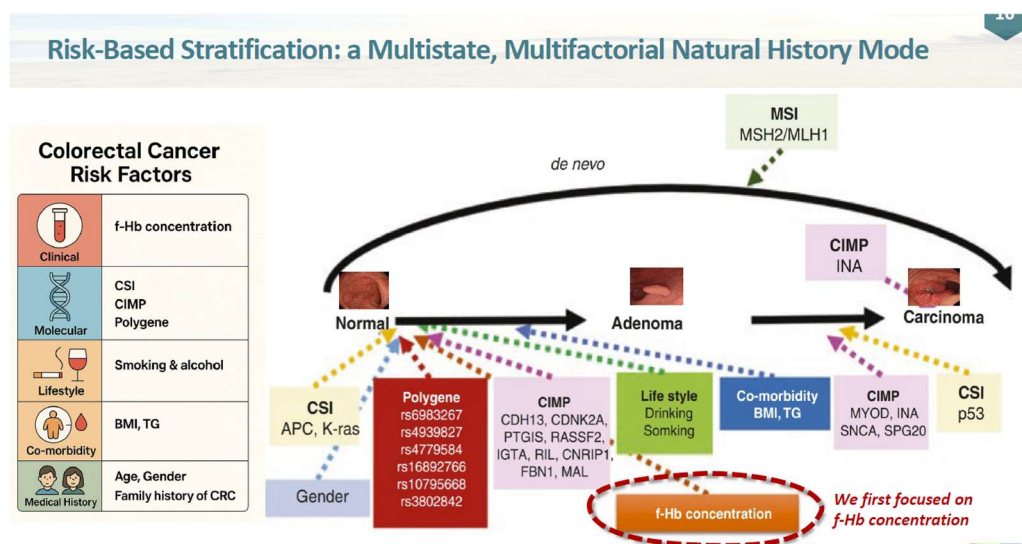 16
Risk-Based Stratification: a Multistate, Multifactorial Natural History Mode
Colorectal Cancer
Risk Factors
Clinical
f-Hb concentration
Molecular
CSI
CIMP
Polygene
Lifestyle
Smoking & alcohol
Co-morbidity
BMI, TG
Medical History
Age, Gender
Family history of CRC
MSI
MSH2/MLH1
de nevo
CIMP
INA
Normal
Adenoma
Carcinoma
CSI
APC, K-ras
Gender
Polygene
rs6983267
rs4939827
rs4779584
rs16892766
rs10795668
rs3802842
CIMP
CDH13, CDNK2A,
PTGIS, RASSF2,
IGTA, RIL, CNRIP1,
FBN1, MAL
Life style
Drinking
Somking
Co-morbidity
BMI, TG
CIMP
MYOD, INA
SNCA, SPG20
CSI
p53
f-Hb concentration
We first focused on
f-Hb concentration